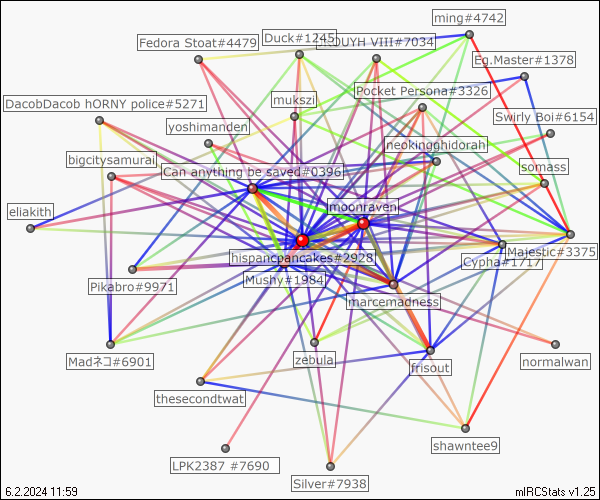 ming#4742
Duck#1245
Fedora Stoat#4479
VIII#7034
Eg.Master#1378
Pocket Persona#3326
mukszi
DacobDacob hORNY police#5271
Swirly Boi#6154
yoshimanden
neokingghidorah
bigcitysamurai
somass
Can anything be saved#0396
moonraven
eliakith
hispancpancakes#2928
Majestic#3375
Cypha#1717
Mushy#1984
Pikabro#9971
marcemadness
Madネコ#6901
zebula
frisout
normalwan
thesecondtwat
shawntee9
LPK2387 #7690
Silver#7938
6.2.2024 11:59
mIRCStats v1.25